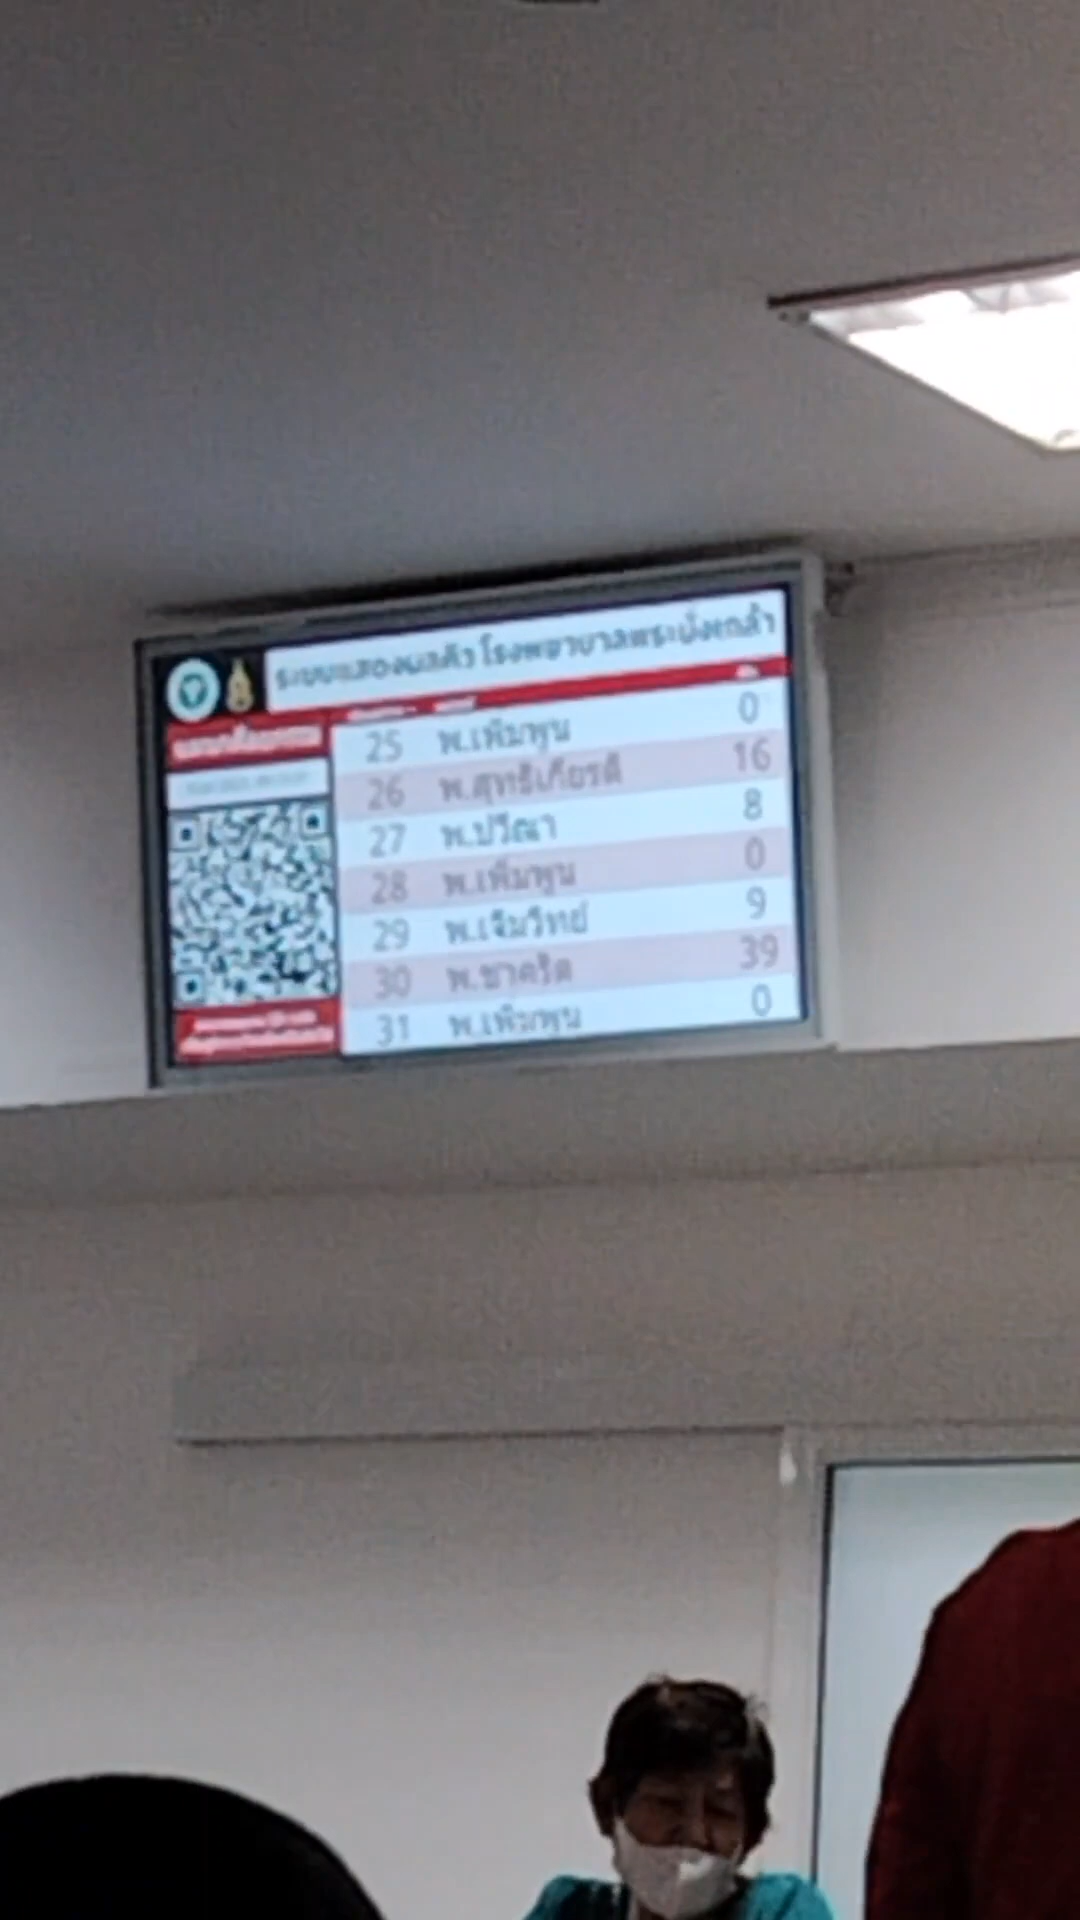 ระบบแสดงผลคิว โรงพยาบาลพระนั่งเกล้า
25 พ.เพิ่มพูน 0
26 พ.สุทธิเกียรติ 16
27 พ.ปวีณา 8
28 พ.เพิ่มพูน 0
29 พ.เจิมวิทย์ 9
30 พ.ชาคริต 39
31 พ.เพิ่มพูน 0